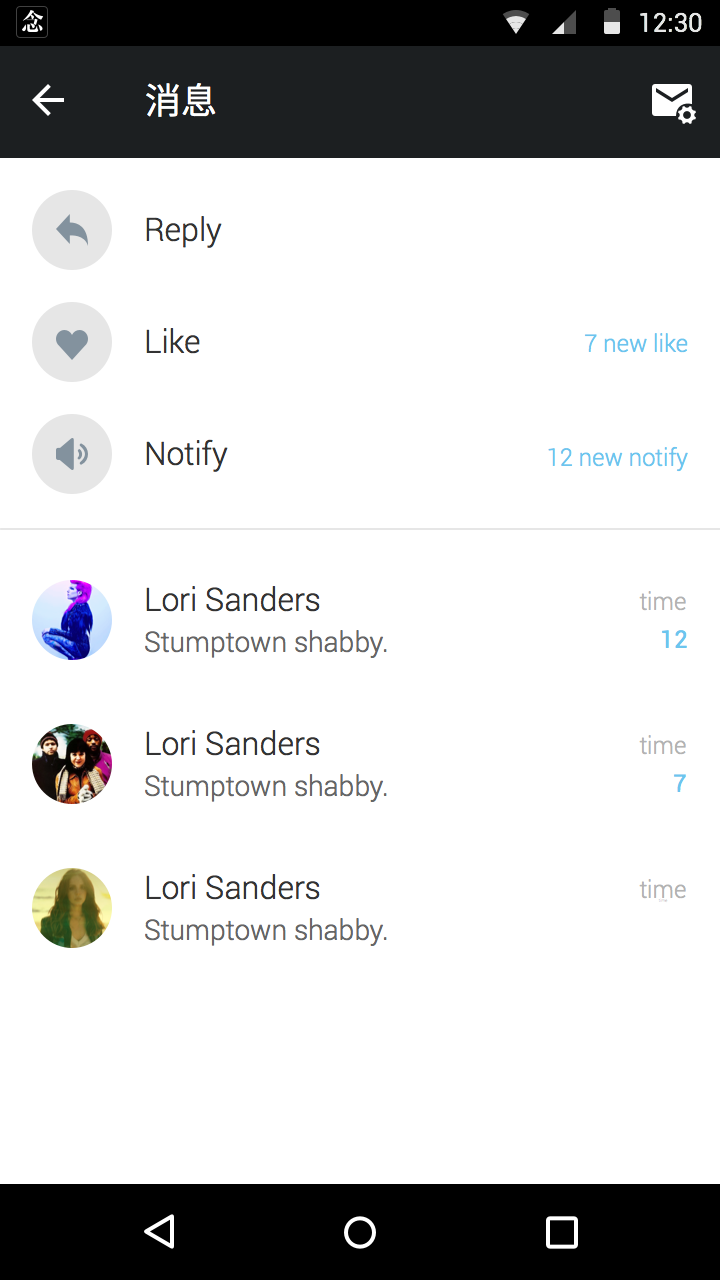 念
12:30
消息
Reply
Like
7 new like
Notify
12 new notify
Lori Sanders
time
Stumptown shabby.
12
Lori Sanders
time
Stumptown shabby.
7
Lori Sanders
time
Stumptown shabby.